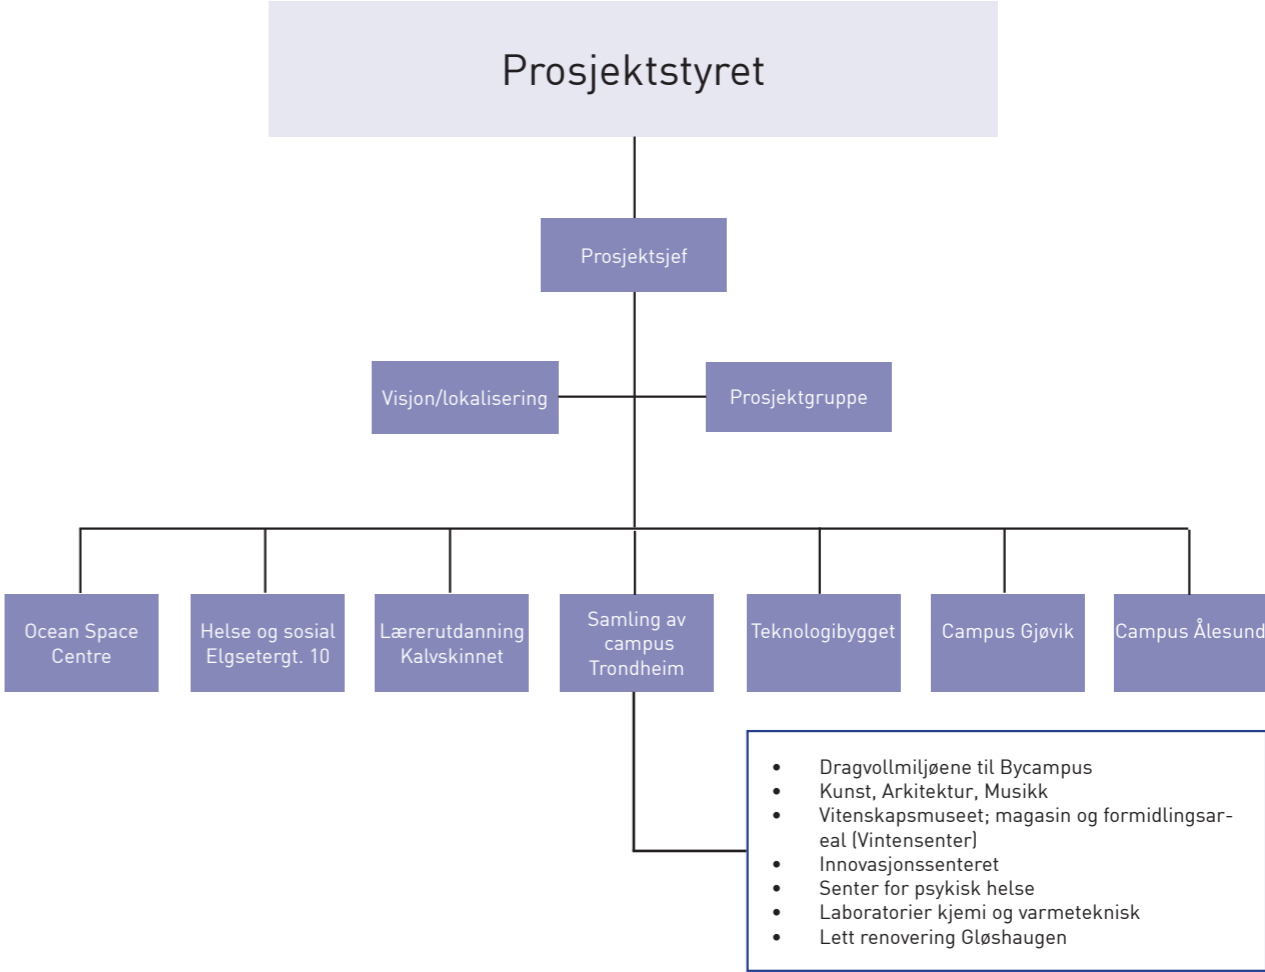 Prosjektstyret
Prosjektsjef
Visjon/lokalisering
Prosjektgruppe
Ocean Space
Centre
Helse og sosial
Elgsetergt. 10
Lærerutdanning
Kalvskinnet
Samling av
campus
Trondheim
Teknologibygget
Campus Gjøvik
Campus Ålesund
• Dragvollmiljøene til Bycampus
• Kunst, Arkitektur, Musikk
• Vitenskapsmuseet; magasin og formidlingsar-
eal (Vintensenter)
• Innovasjonssenteret
• Senter for psykisk helse
• Laboratorier kjemi og varmeteknisk
• Lett renovering Gløshaugen